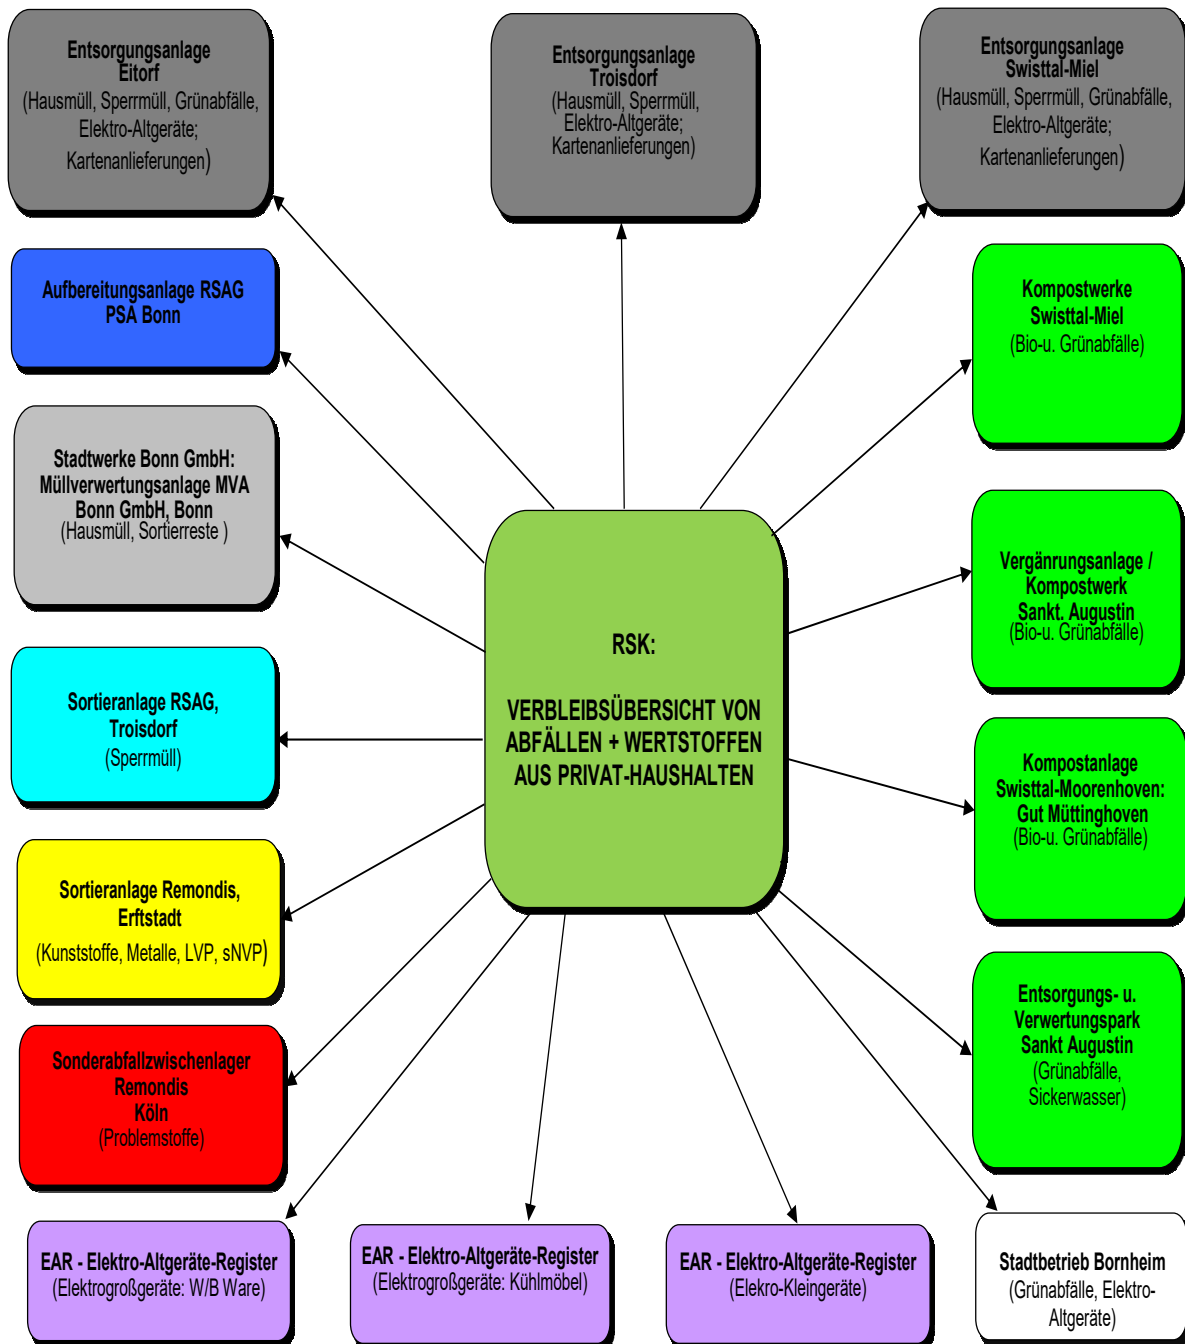 Entsorgungsanlage
Eitorf
(Hausmüll, Sperrmüll, Grünabfälle,
Elektro-Altgeräte;
Kartenanlieferungen)
Entsorgungsanlage
Troisdorf
(Hausmüll, Sperrmüll,
Elektro-Altgeräte;
Kartenanlieferungen)
Entsorgungsanlage
Swisttal-Miel
(Hausmüll, Sperrmüll, Grünabfälle,
Elektro-Altgeräte;
Kartenanlieferungen)
Aufbereitungsanlage RSAG
PSA Bonn
Kompostwerke
Swisttal-Miel
(Bio-u. Grünabfälle)
Stadtwerke Bonn GmbH:
Müllverwertungsanlage MVA
Bonn GmbH, Bonn
(Hausmüll, Sortierreste )
Vergänrungsanlage /
Kompostwerk
Sankt. Augustin
(Bio-u. Grünabfälle)
RSK:
VERBLEIBSÜBERSICHT VON
ABFÄLLEN + WERTSTOFFEN
AUS PRIVAT-HAUSHALTEN
Sortieranlage RSAG,
Troisdorf
(Sperrmüll)
Kompostanlage
Swisttal-Moorenhoven:
Gut Müttinghoven
(Bio-u. Grünabfälle)
Sortieranlage Remondis,
Erftstadt
(Kunststoffe, Metalle, LVP, sNVP)
Entsorgungs- u.
Verwertungspark
Sankt Augustin
(Grünabfälle,
Sickerwasser)
Sonderabfallzwischenlager
Remondis
Köln
(Problemstoffe)
EAR - Elektro-Altgeräte-Register
(Elektrogroßgeräte: W/B Ware)
EAR - Elektro-Altgeräte-Register
(Elektrogroßgeräte: Kühlmöbel)
EAR - Elektro-Altgeräte-Register
(Elekro-Kleingeräte)
Stadtbetrieb Bornheim
(Grünabfälle, Elektro-
Altgeräte)